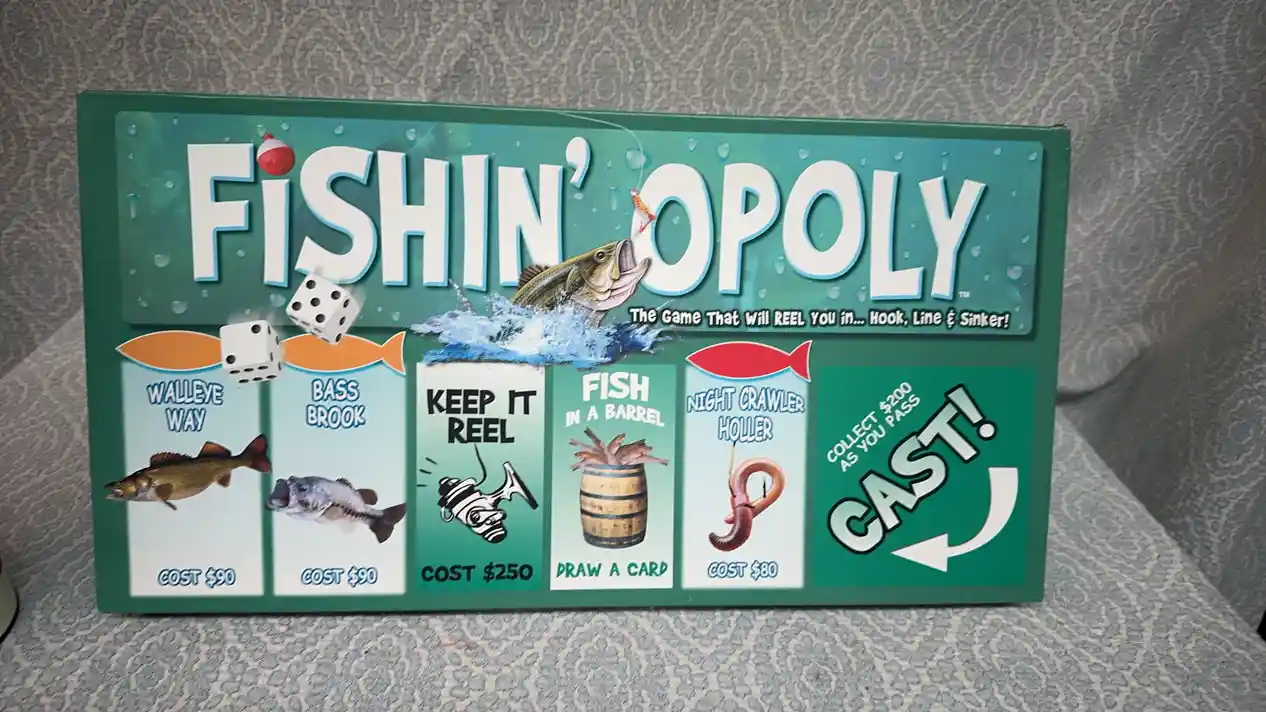 FiSHIN' OPOLY™
The Game That Will REEL You in... Hook, Line & Sinker!
WALLEYE
WAY
COST $90
BASS
BROOK
COST $90
KEEP IT
REEL
COST $250
FISH
IN A BARREL
DRAW A CARD
NIGHT CRAWLER
HOLLER
COST $80
COLLECT $200
AS YOU PASS
CAST!